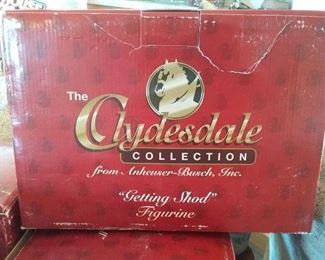 The
Clydesdale
COLLECTION
from Anheuser-Busch, Inc.
"Getting Shod"
Figurine